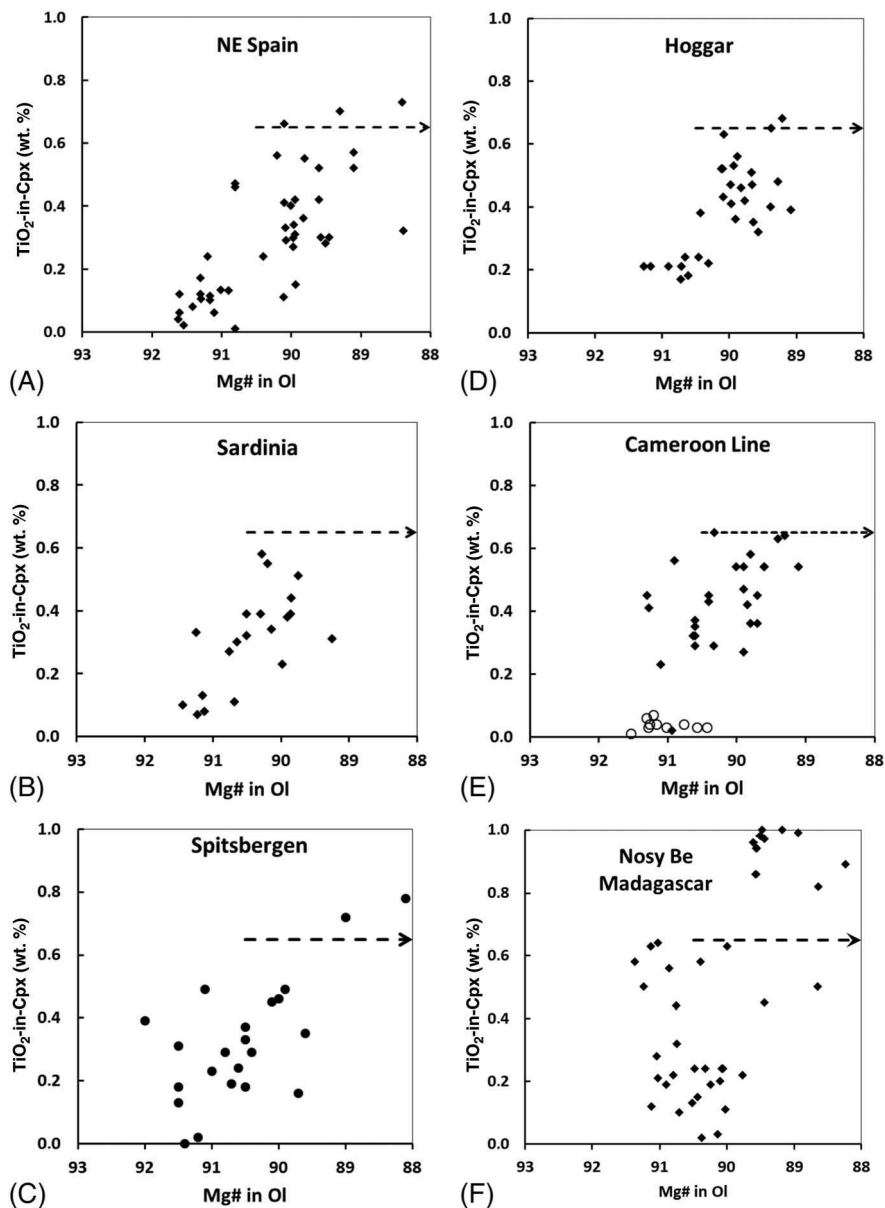 NE Spain
TiO2-in-Cpx (wt. %)
1.0
0.8
0.6
0.4
0.2
0.0
93 92 91 90 89 88
Mg# in Ol
(A)
Sardinia
TiO2-in-Cpx (wt. %)
1.0
0.8
0.6
0.4
0.2
0.0
93 92 91 90 89 88
Mg# in Ol
(B)
Spitsbergen
TiO2-in-Cpx (wt. %)
1.0
0.8
0.6
0.4
0.2
0.0
93 92 91 90 89 88
Mg# in Ol
(C)
Hoggar
TiO2-in-Cpx (wt. %)
1.0
0.8
0.6
0.4
0.2
0.0
93 92 91 90 89 88
Mg# in Ol
(D)
Cameroon Line
TiO2-in-Cpx (wt. %)
1.0
0.8
0.6
0.4
0.2
0.0
93 92 91 90 89 88
Mg# in Ol
(E)
Nosy Be
Madagascar
TiO2-in-Cpx (wt. %)
1.0
0.8
0.6
0.4
0.2
0.0
93 92 91 90 89 88
Mg# in Ol
(F)